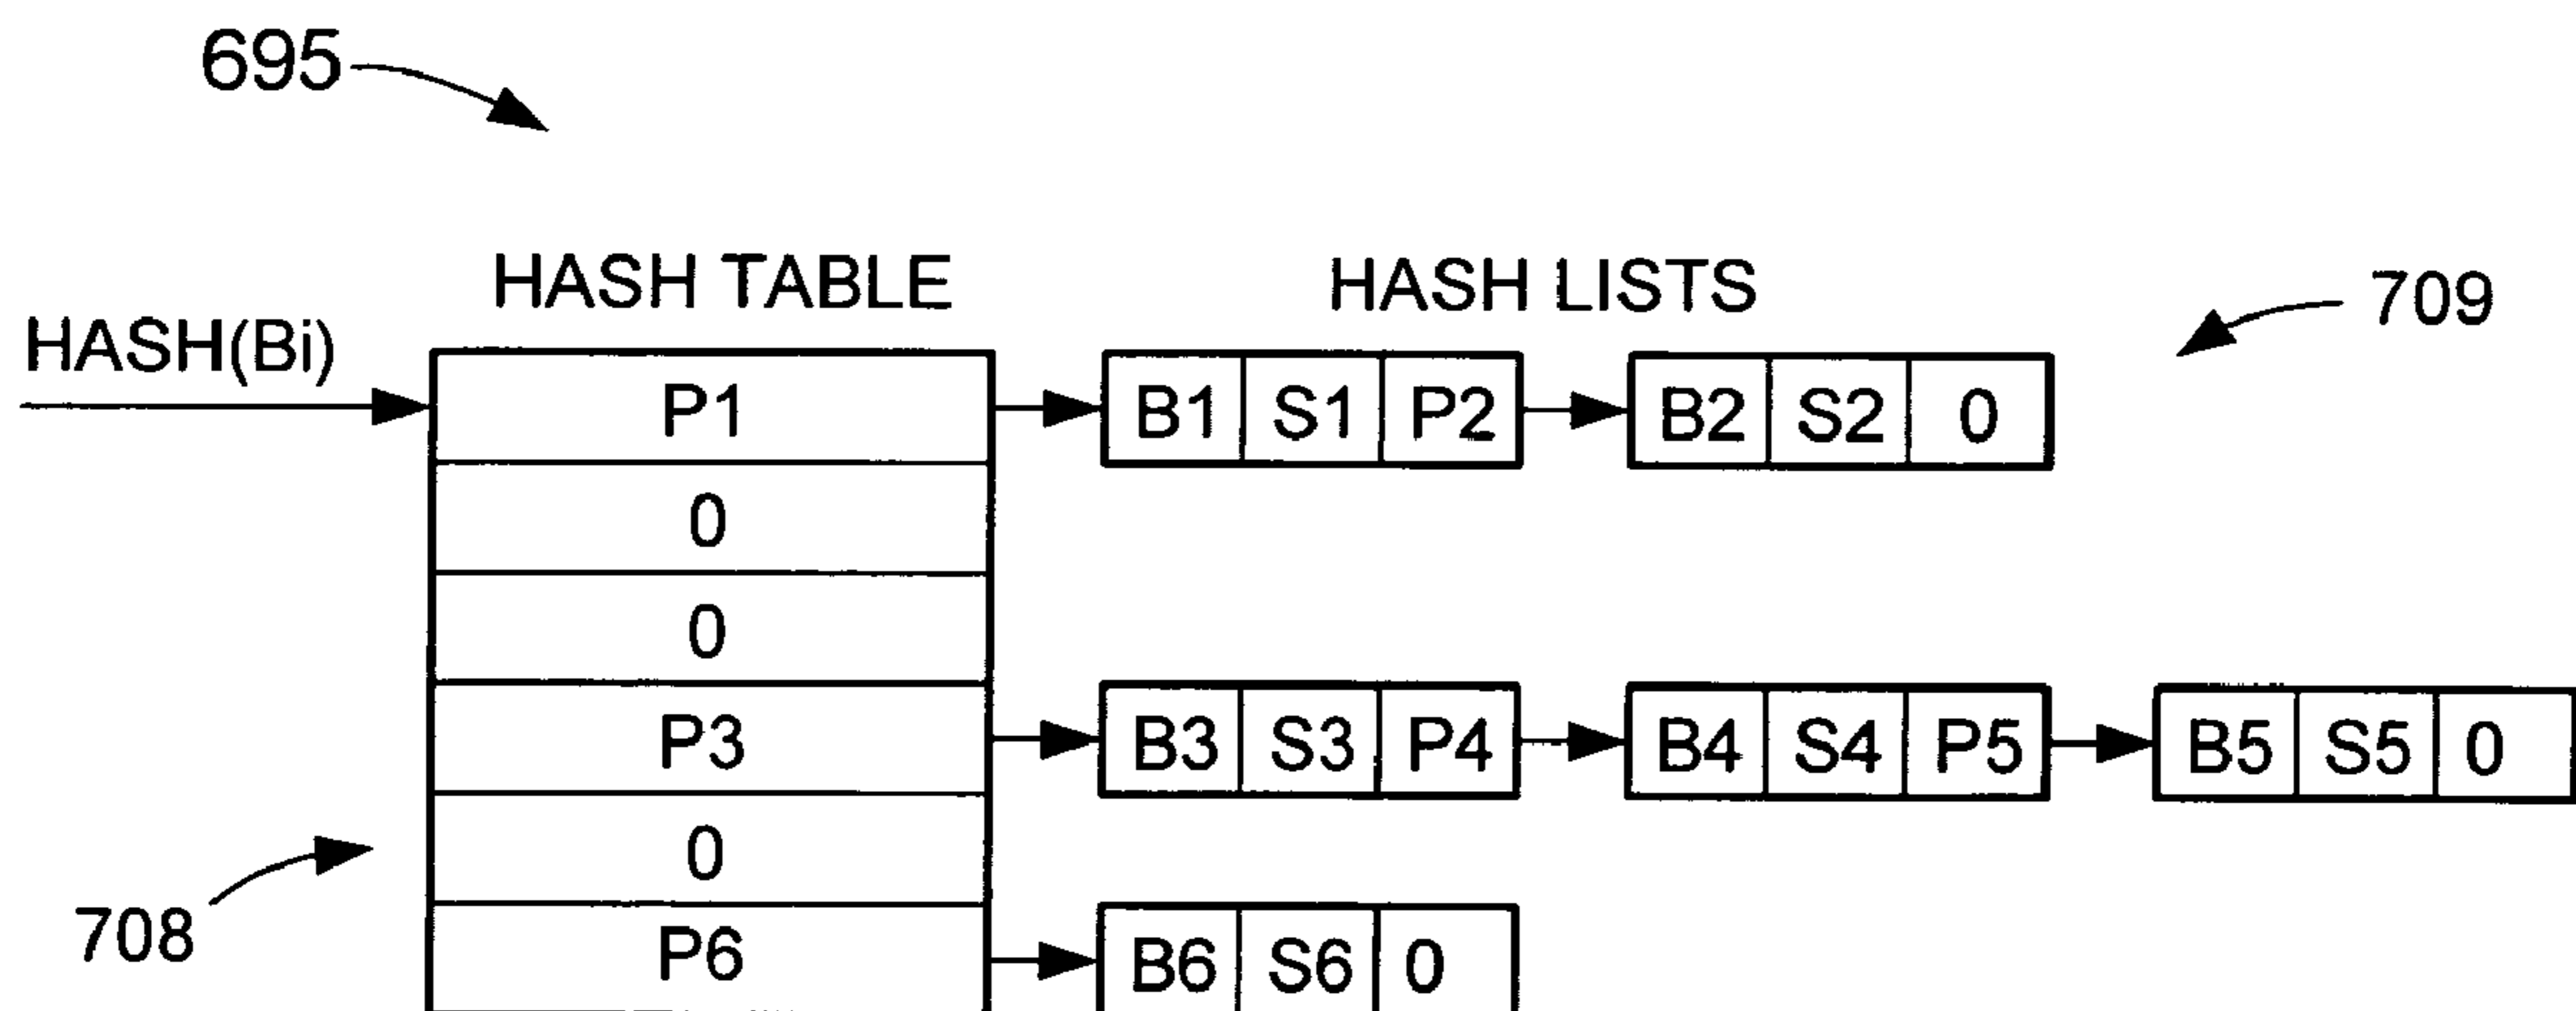 695
HASH TABLE HASH LISTS
709
HASH(Bi)
P1 B1 S1 P2 B2 S2 0
0
0
P3 B3 S3 P4 B4 S4 P5 B5 S5 0
0
708
P6 B6 S6 0